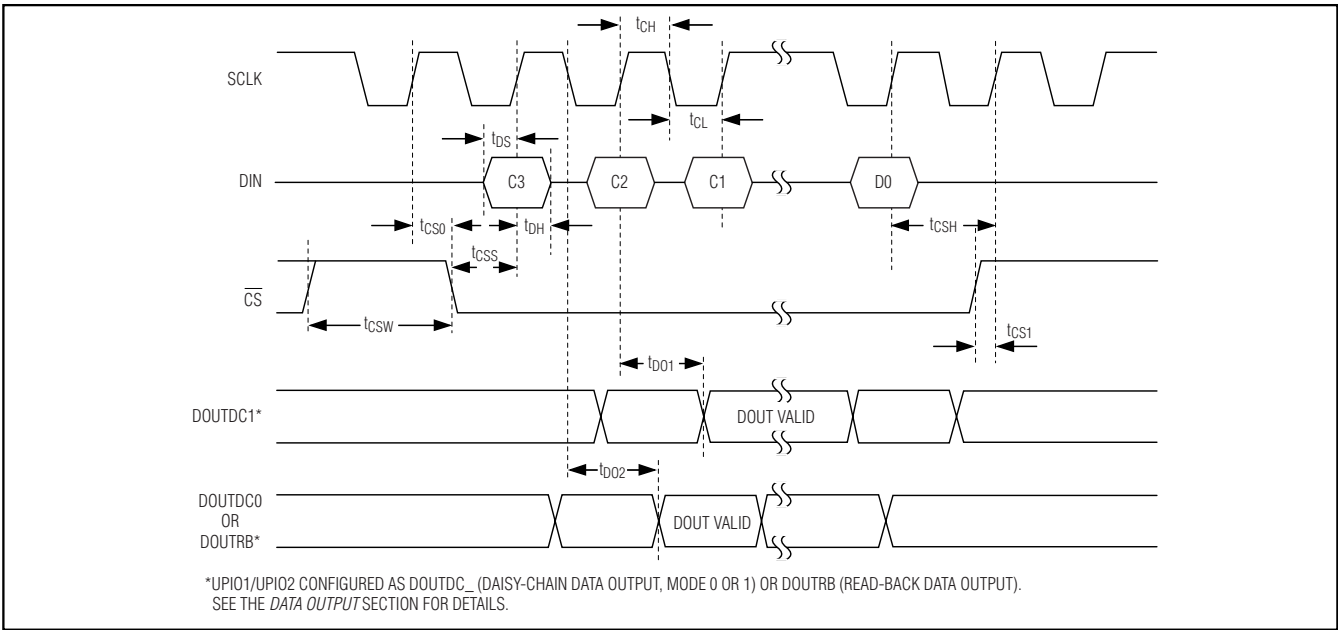 tCH
SCLK
tCL
tDS
DIN
C3
C2
C1
D0
tCS0
tDH
tCSH
tCSS
CS
tCSW
tCS1
tDO1
DOUTDC1*
DOUT VALID
tDO2
DOUTDC0
OR
DOUTRB*
DOUT VALID
*UPIO1/UPIO2 CONFIGURED AS DOUTDC_ (DAISY-CHAIN DATA OUTPUT, MODE 0 OR 1) OR DOUTRB (READ-BACK DATA OUTPUT).
SEE THE DATA OUTPUT SECTION FOR DETAILS.